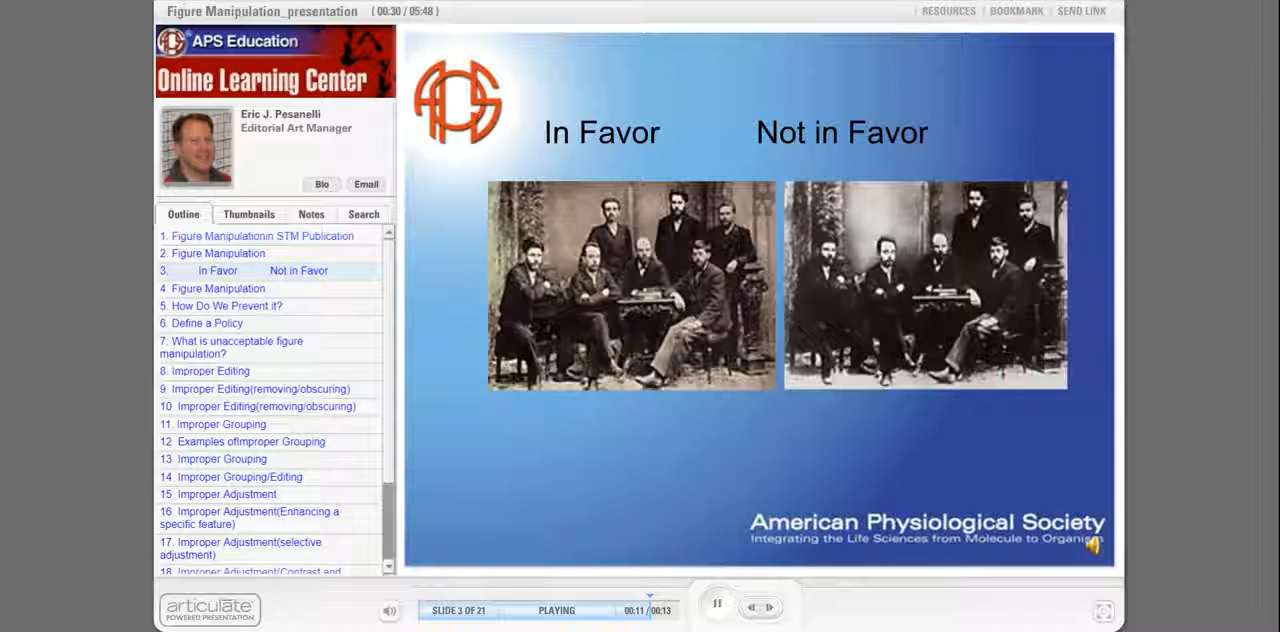 Figure Manipulation_presentation ( 00:30 / 05:48 )
RESOURCES BOOKMARK SEND LINK
APS Education
Online Learning Center
Eric J. Pesanelli
Editorial Art Manager
Bio Email
Outline Thumbnails Notes Search
1. Figure Manipulationin STM Publication
2. Figure Manipulation
3. In Favor Not in Favor
4 Figure Manipulation
5. How Do We Prevent it?
6. Define a Policy
7. What is unacceptable figure
manipulation?
8. Improper Editing
9. Improper Editing(removing/obscuring)
10 Improper Editing(removing/obscuring)
11. Improper Grouping
12 Examples ofImproper Grouping
13 Improper Grouping
14. Improper Grouping/Editing
15 Improper Adjustment
16. Improper Adjustment(Enhancing a
specific feature)
17. Improper Adjustment(selective
adjustment)
18. Improper Adjustment(Contrast and
In Favor Not in Favor
American Physiological Society
Integrating the Life Sciences from Molecule to Organism
articulate
POWERED PRESENTATION
SLIDE 3 OF 21 PLAYING 00:11 / 00:13